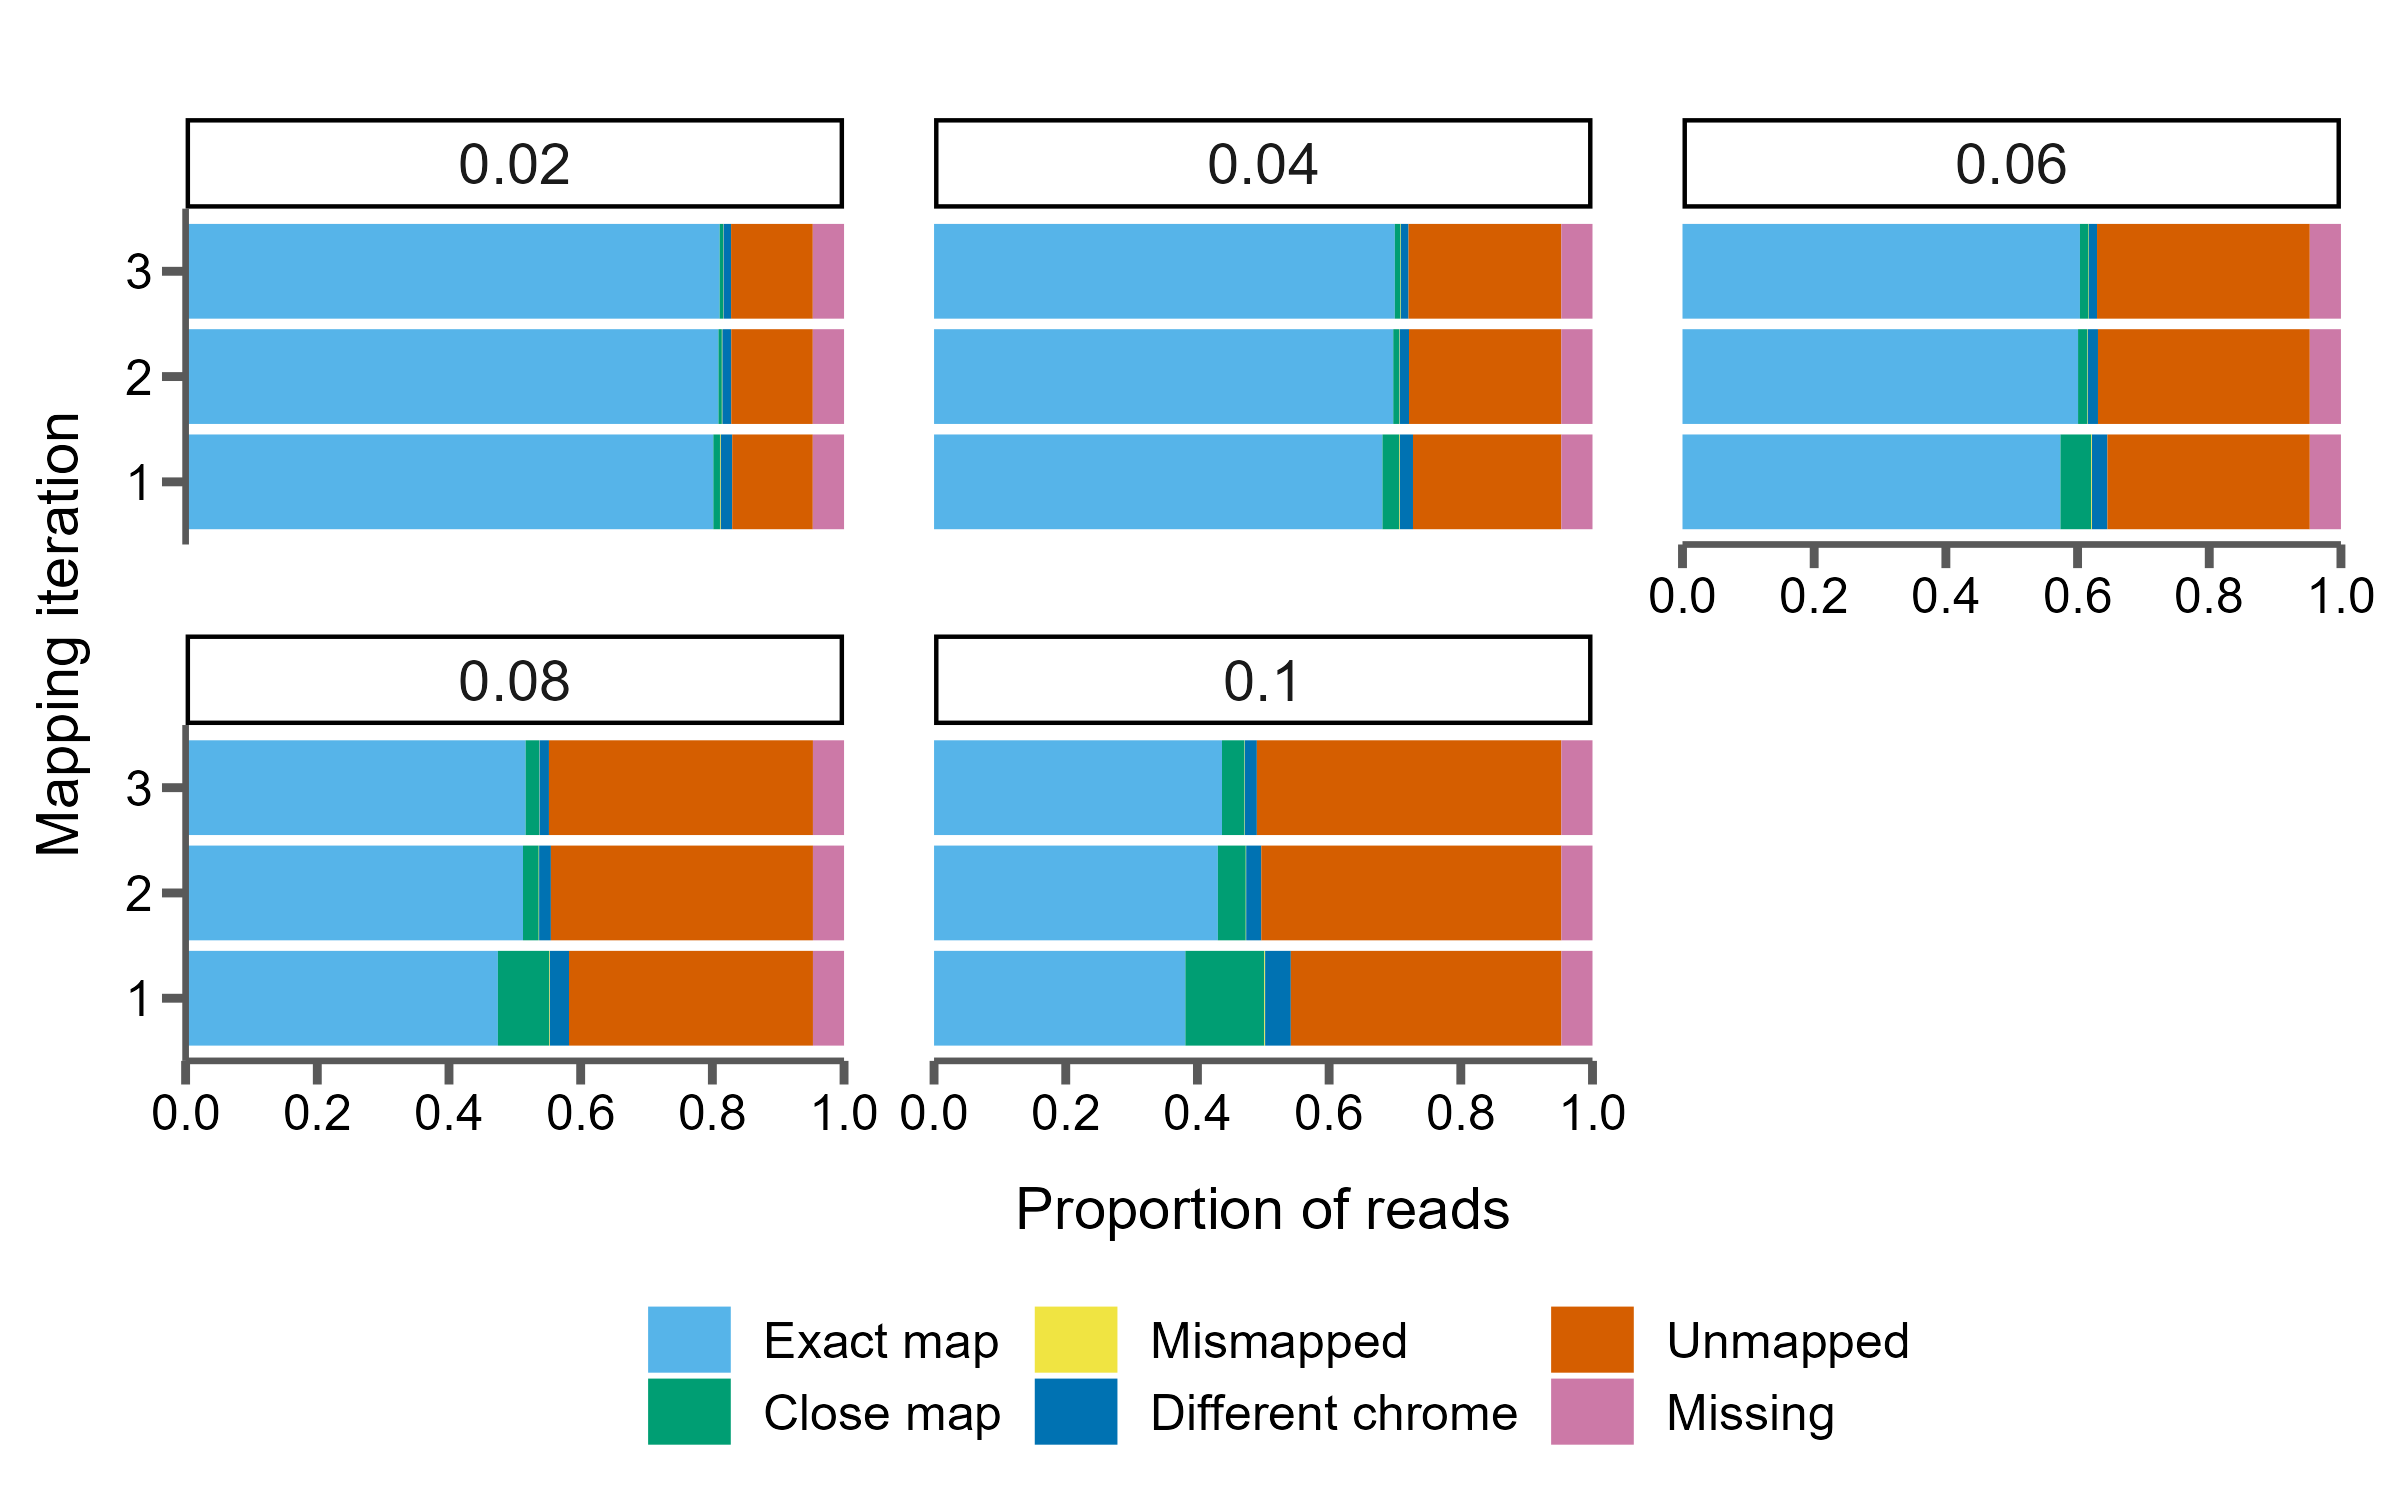 0.02
0.04
0.06
3
2
1
0.0 0.2 0.4 0.6 0.8 1.0
Mapping iteration
0.08
0.1
3
2
1
0.0 0.2 0.4 0.6 0.8 1.0
0.0 0.2 0.4 0.6 0.8 1.0
Proportion of reads
Exact map
Mismapped
Unmapped
Close map
Different chrome
Missing